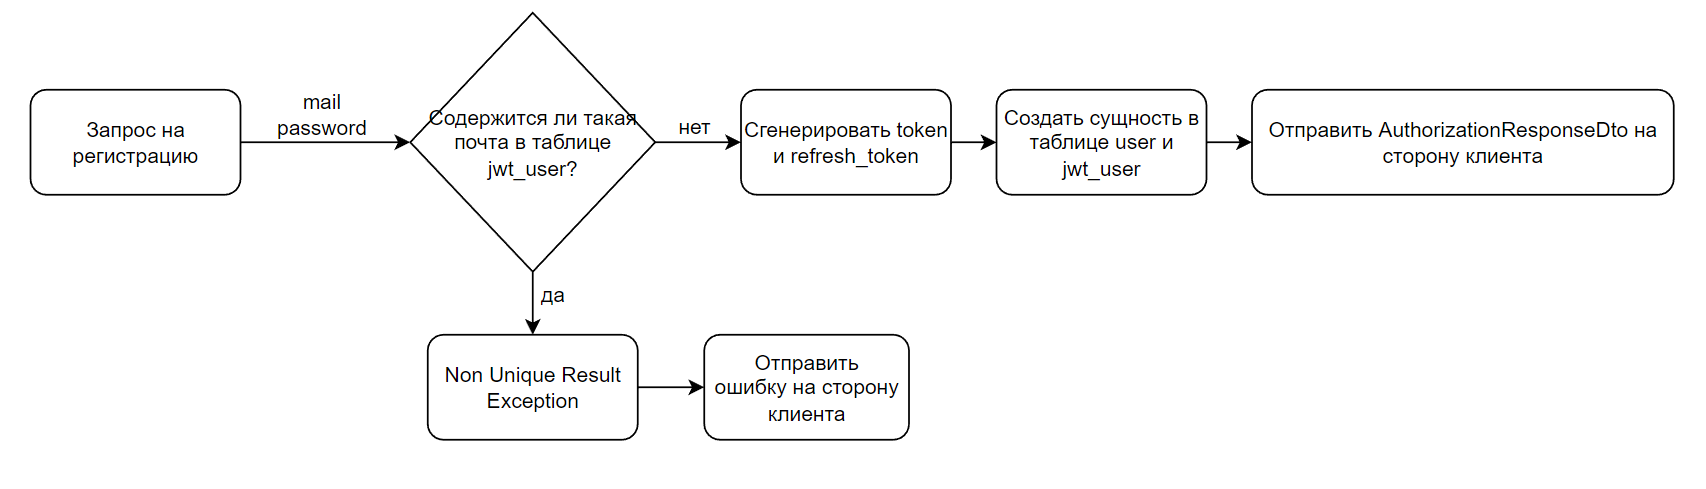 Запрос на
регистрацию
mail
password
Содержится ли такая
почта в таблице
jwt_user?
нет
Сгенерировать token
и refresh_token
Создать сущность в
таблице user и
jwt_user
Отправить AuthorizationResponseDto на
сторону клиента
да
Non Unique Result
Exception
Отправить
ошибку на сторону
клиента